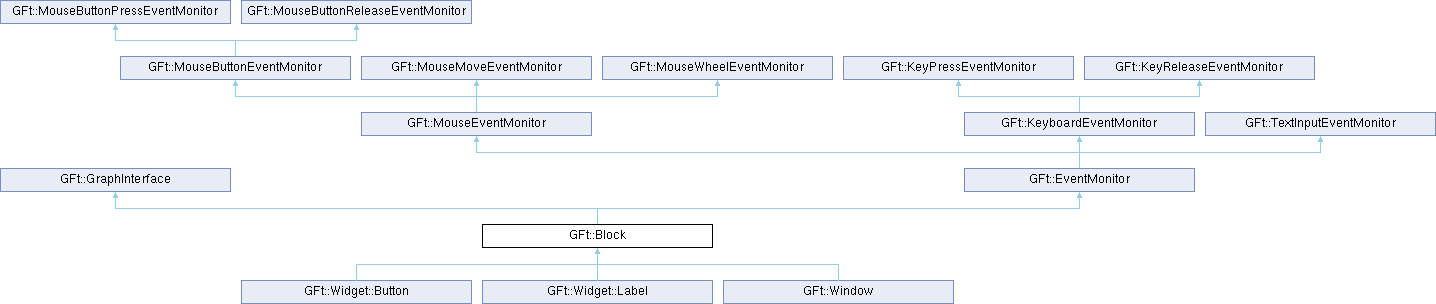 GFt::MouseButtonPressEventMonitor
GFt::MouseButtonReleaseEventMonitor
GFt::MouseButtonEventMonitor
GFt::MouseMoveEventMonitor
GFt::MouseWheelEventMonitor
GFt::KeyPressEventMonitor
GFt::KeyReleaseEventMonitor
GFt::MouseEventMonitor
GFt::KeyboardEventMonitor
GFt::TextInputEventMonitor
GFt::GraphInterface
GFt::EventMonitor
GFt::Block
GFt::Widget::Button
GFt::Widget::Label
GFt::Window